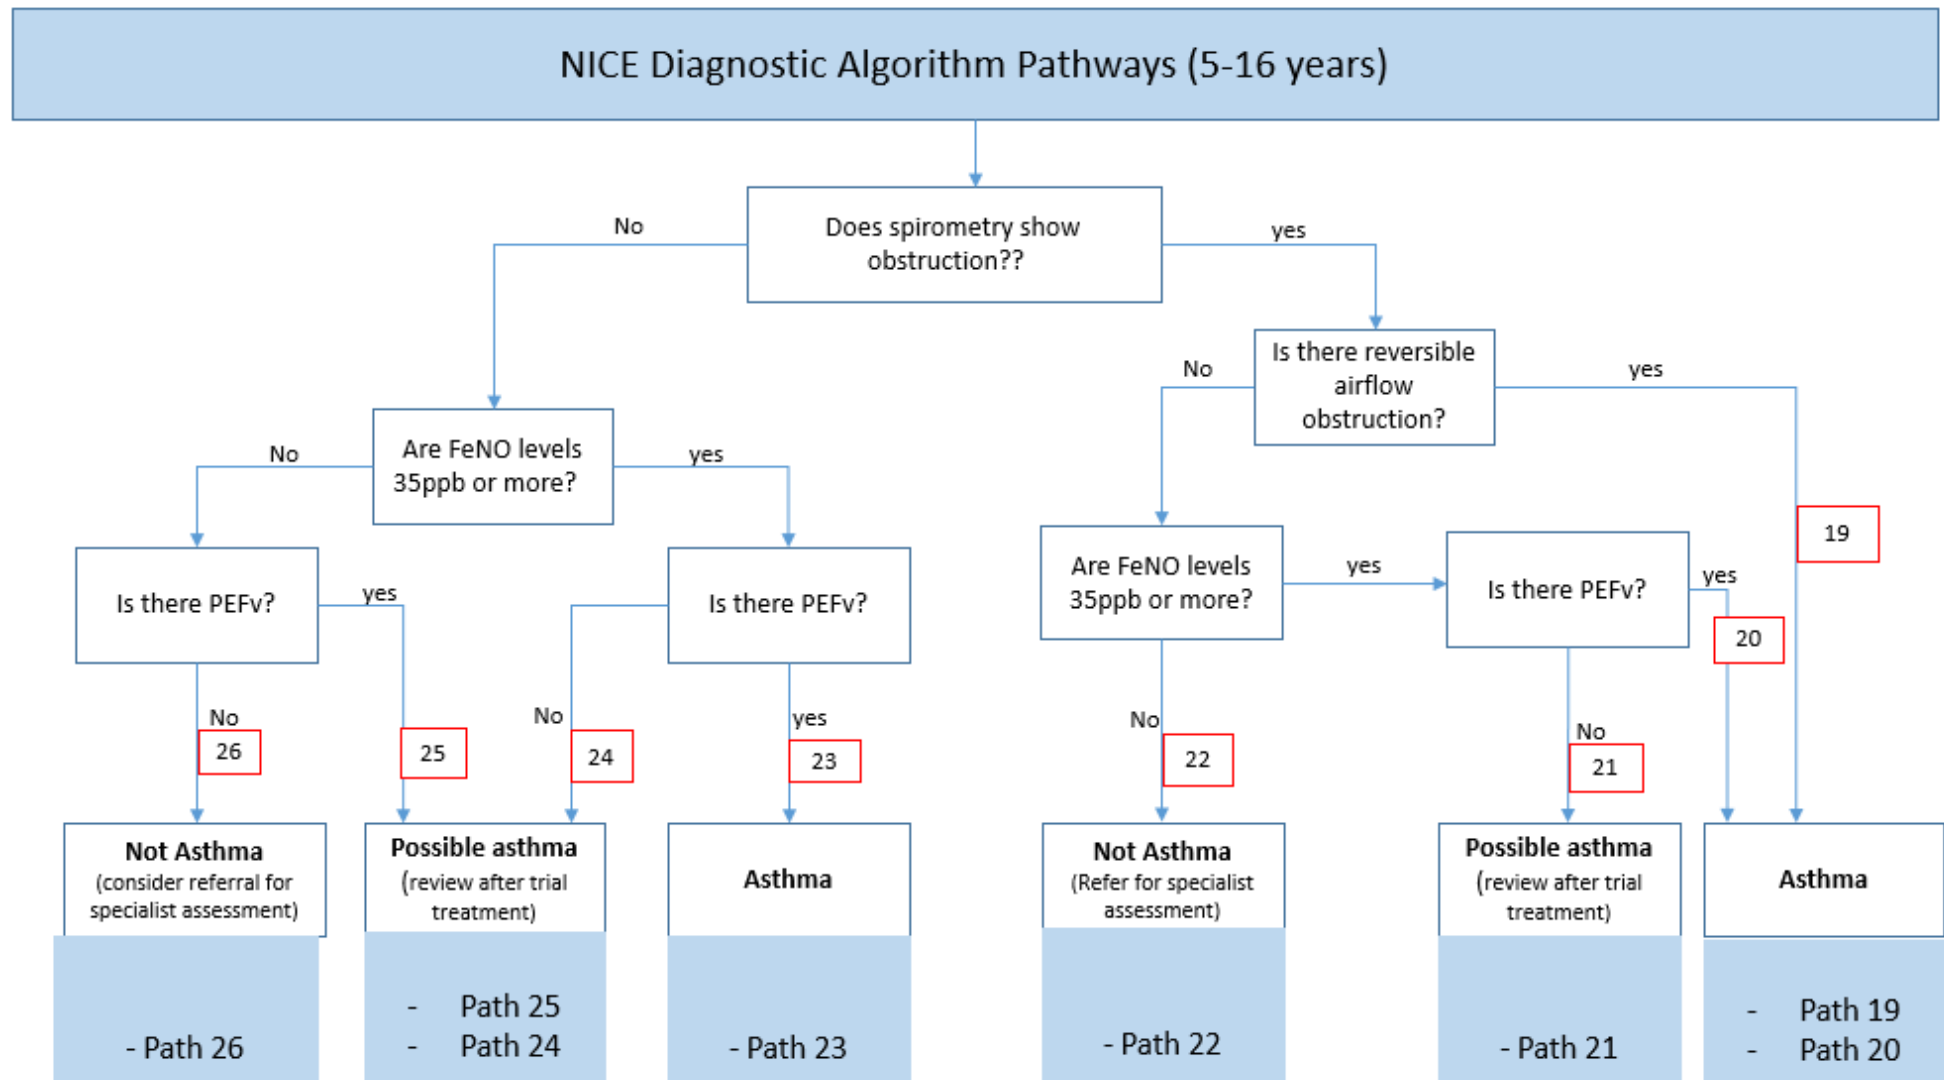 NICE Diagnostic Algorithm Pathways (5-16 years)
Does spirometry show
obstruction??
No
yes
Is there reversible
airflow
obstruction?
No
yes
Are FeNO levels
35ppb or more?
No
yes
19
Are FeNO levels
35ppb or more?
yes
Is there PEFv?
yes
20
Is there PEFv?
yes
Is there PEFv?
No
26
25
No
24
yes
23
No
22
No
21
Not Asthma
(consider referral for
specialist assessment)
Possible asthma
(review after trial
treatment)
Asthma
Not Asthma
(Refer for specialist
assessment)
Possible asthma
(review after trial
treatment)
Asthma
- Path 26
- Path 25
- Path 24
- Path 23
- Path 22
- Path 21
- Path 19
- Path 20